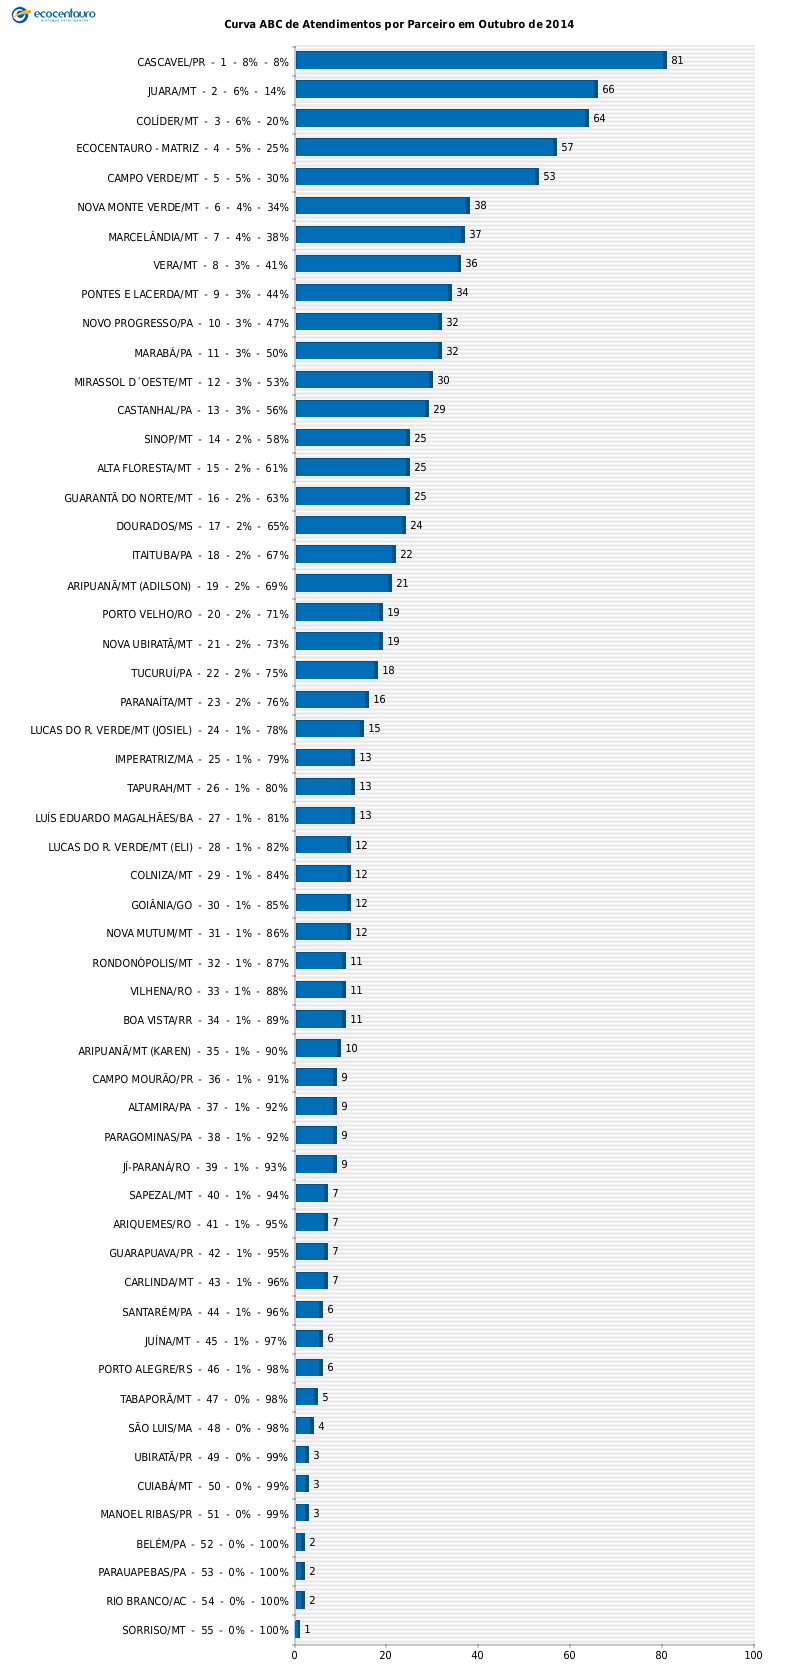 ecocentauro
Curva ABC de Atendimentos por Parceiro em Outubro de 2014
CASCAVEL/PR - 1 - 8% - 8% 81
JUARA/MT - 2 - 6% - 14% 66
COLÍDER/MT - 3 - 6% - 20% 64
ECOCENTAURO - MATRIZ - 4 - 5% - 25% 57
CAMPO VERDE/MT - 5 - 5% - 30% 53
NOVA MONTE VERDE/MT - 6 - 4% - 34% 38
MARCELÂNDIA/MT - 7 - 4% - 38% 37
VERA/MT - 8 - 3% - 41% 36
PONTES E LACERDA/MT - 9 - 3% - 44% 34
NOVO PROGRESSO/PA - 10 - 3% - 47% 32
MARABÁ/PA - 11 - 3% - 50% 32
MIRASSOL D´OESTE/MT - 12 - 3% - 53% 30
CASTANHAL/PA - 13 - 3% - 56% 29
SINOP/MT - 14 - 2% - 58% 25
ALTA FLORESTA/MT - 15 - 2% - 61% 25
GUARANTÃ DO NORTE/MT - 16 - 2% - 63% 25
DOURADOS/MS - 17 - 2% - 65% 24
ITAITUBA/PA - 18 - 2% - 67% 22
ARIPUANÃ/MT (ADILSON) - 19 - 2% - 69% 21
PORTO VELHO/RO - 20 - 2% - 71% 19
NOVA UBIRATÃ/MT - 21 - 2% - 73% 19
TUCURUÍ/PA - 22 - 2% - 75% 18
PARANAÍTA/MT - 23 - 2% - 76% 16
LUCAS DO R. VERDE/MT (JOSIEL) - 24 - 1% - 78% 15
IMPERATRIZ/MA - 25 - 1% - 79% 13
TAPURAH/MT - 26 - 1% - 80% 13
LUÍS EDUARDO MAGALHÃES/BA - 27 - 1% - 81% 13
LUCAS DO R. VERDE/MT (ELI) - 28 - 1% - 82% 12
COLNIZA/MT - 29 - 1% - 84% 12
GOIÂNIA/GO - 30 - 1% - 85% 12
NOVA MUTUM/MT - 31 - 1% - 86% 12
RONDONÓPOLIS/MT - 32 - 1% - 87% 11
VILHENA/RO - 33 - 1% - 88% 11
BOA VISTA/RR - 34 - 1% - 89% 11
ARIPUANÃ/MT (KAREN) - 35 - 1% - 90% 10
CAMPO MOURÃO/PR - 36 - 1% - 91% 9
ALTAMIRA/PA - 37 - 1% - 92% 9
PARAGOMINAS/PA - 38 - 1% - 92% 9
JÍ-PARANÁ/RO - 39 - 1% - 93% 9
SAPEZAL/MT - 40 - 1% - 94% 7
ARIQUEMES/RO - 41 - 1% - 95% 7
GUARAPUAVA/PR - 42 - 1% - 95% 7
CARLINDA/MT - 43 - 1% - 96% 7
SANTARÉM/PA - 44 - 1% - 96% 6
JUÍNA/MT - 45 - 1% - 97% 6
PORTO ALEGRE/RS - 46 - 1% - 98% 6
TABAPORÃ/MT - 47 - 0% - 98% 5
SÃO LUIS/MA - 48 - 0% - 98% 4
UBIRATÃ/PR - 49 - 0% - 99% 3
CUIABÁ/MT - 50 - 0% - 99% 3
MANOEL RIBAS/PR - 51 - 0% - 99% 3
BELÉM/PA - 52 - 0% - 100% 2
PARAUAPEBAS/PA - 53 - 0% - 100% 2
RIO BRANCO/AC - 54 - 0% - 100% 2
SORRISO/MT - 55 - 0% - 100% 1
0 20 40 60 80 100